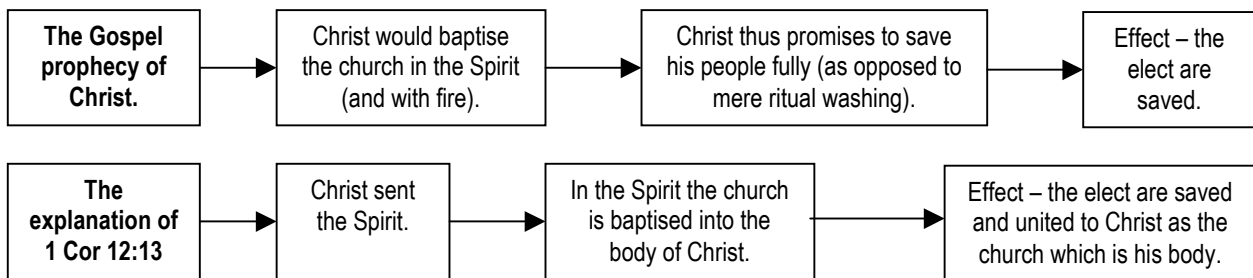 The Gospel
prophecy of
Christ.
Christ would baptise
the church in the Spirit
(and with fire).
Christ thus promises to save
his people fully (as opposed to
mere ritual washing).
Effect – the
elect are
saved.
The
explanation of
1 Cor 12:13
Christ sent
the Spirit.
In the Spirit the church
is baptised into the
body of Christ.
Effect – the elect are saved
and united to Christ as the
church which is his body.